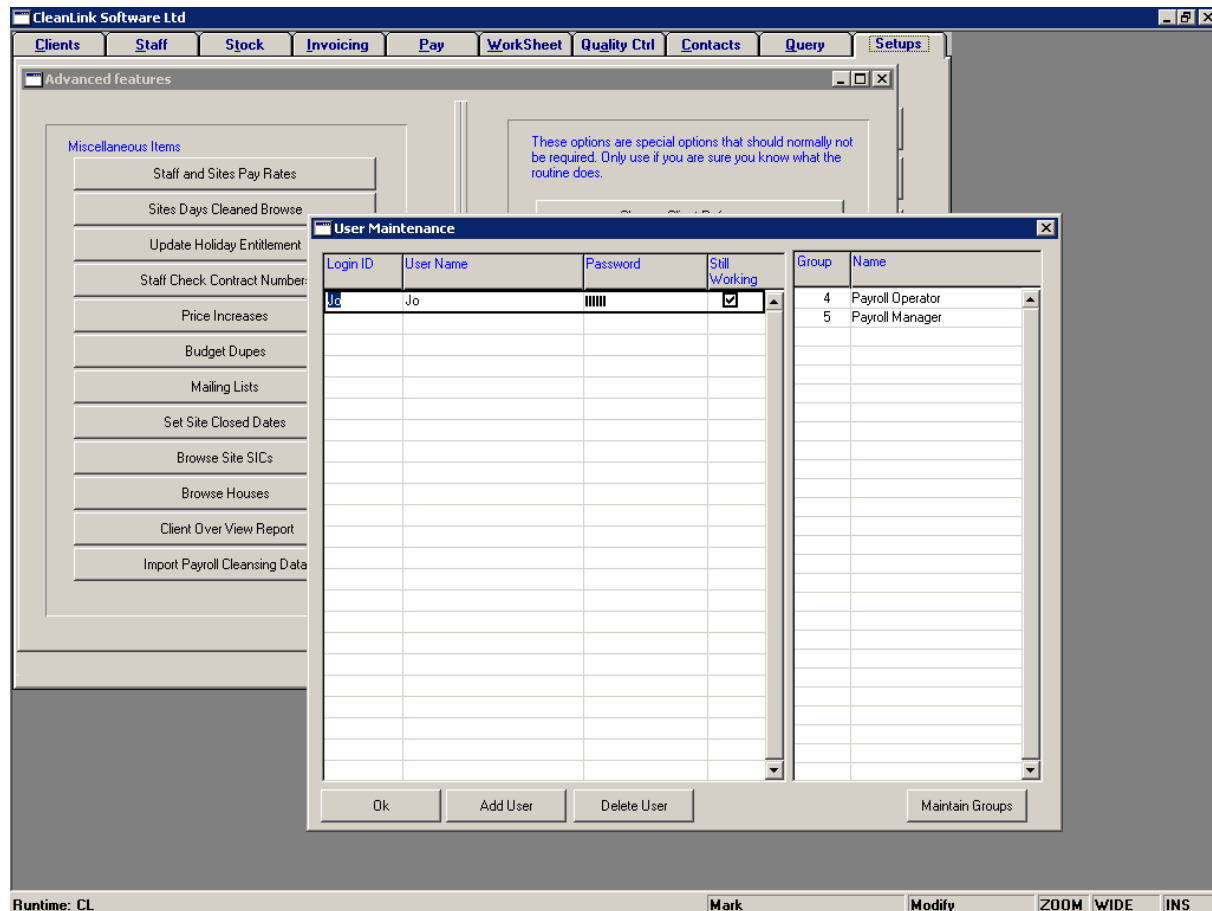 CleanLink Software Ltd
Clients Staff Stock Invoicing Pay WorkSheet Quality Ctrl Contacts Query Setups
Advanced features
Miscellaneous Items
Staff and Sites Pay Rates
Sites Days Cleaned Browse
Update Holiday Entitlement
Staff Check Contract Number
Price Increases
Budget Dupes
Mailing Lists
Set Site Closed Dates
Browse Site SICs
Browse Houses
Client Over View Report
Import Payroll Cleansing Data
These options are special options that should normally not
be required. Only use if you are sure you know what the
routine does.
User Maintenance
Login ID User Name Password Still
Working
Jo Jo
Group Name
4 Payroll Operator
5 Payroll Manager
Ok Add User Delete User Maintain Groups
Runtime: CL Mark Modify ZOOM WIDE INS